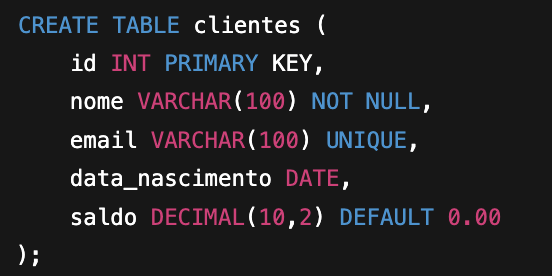 CREATE TABLE clientes (
    id INT PRIMARY KEY,
    nome VARCHAR(100) NOT NULL,
    email VARCHAR(100) UNIQUE,
    data_nascimento DATE,
    saldo DECIMAL(10,2) DEFAULT 0.00
);